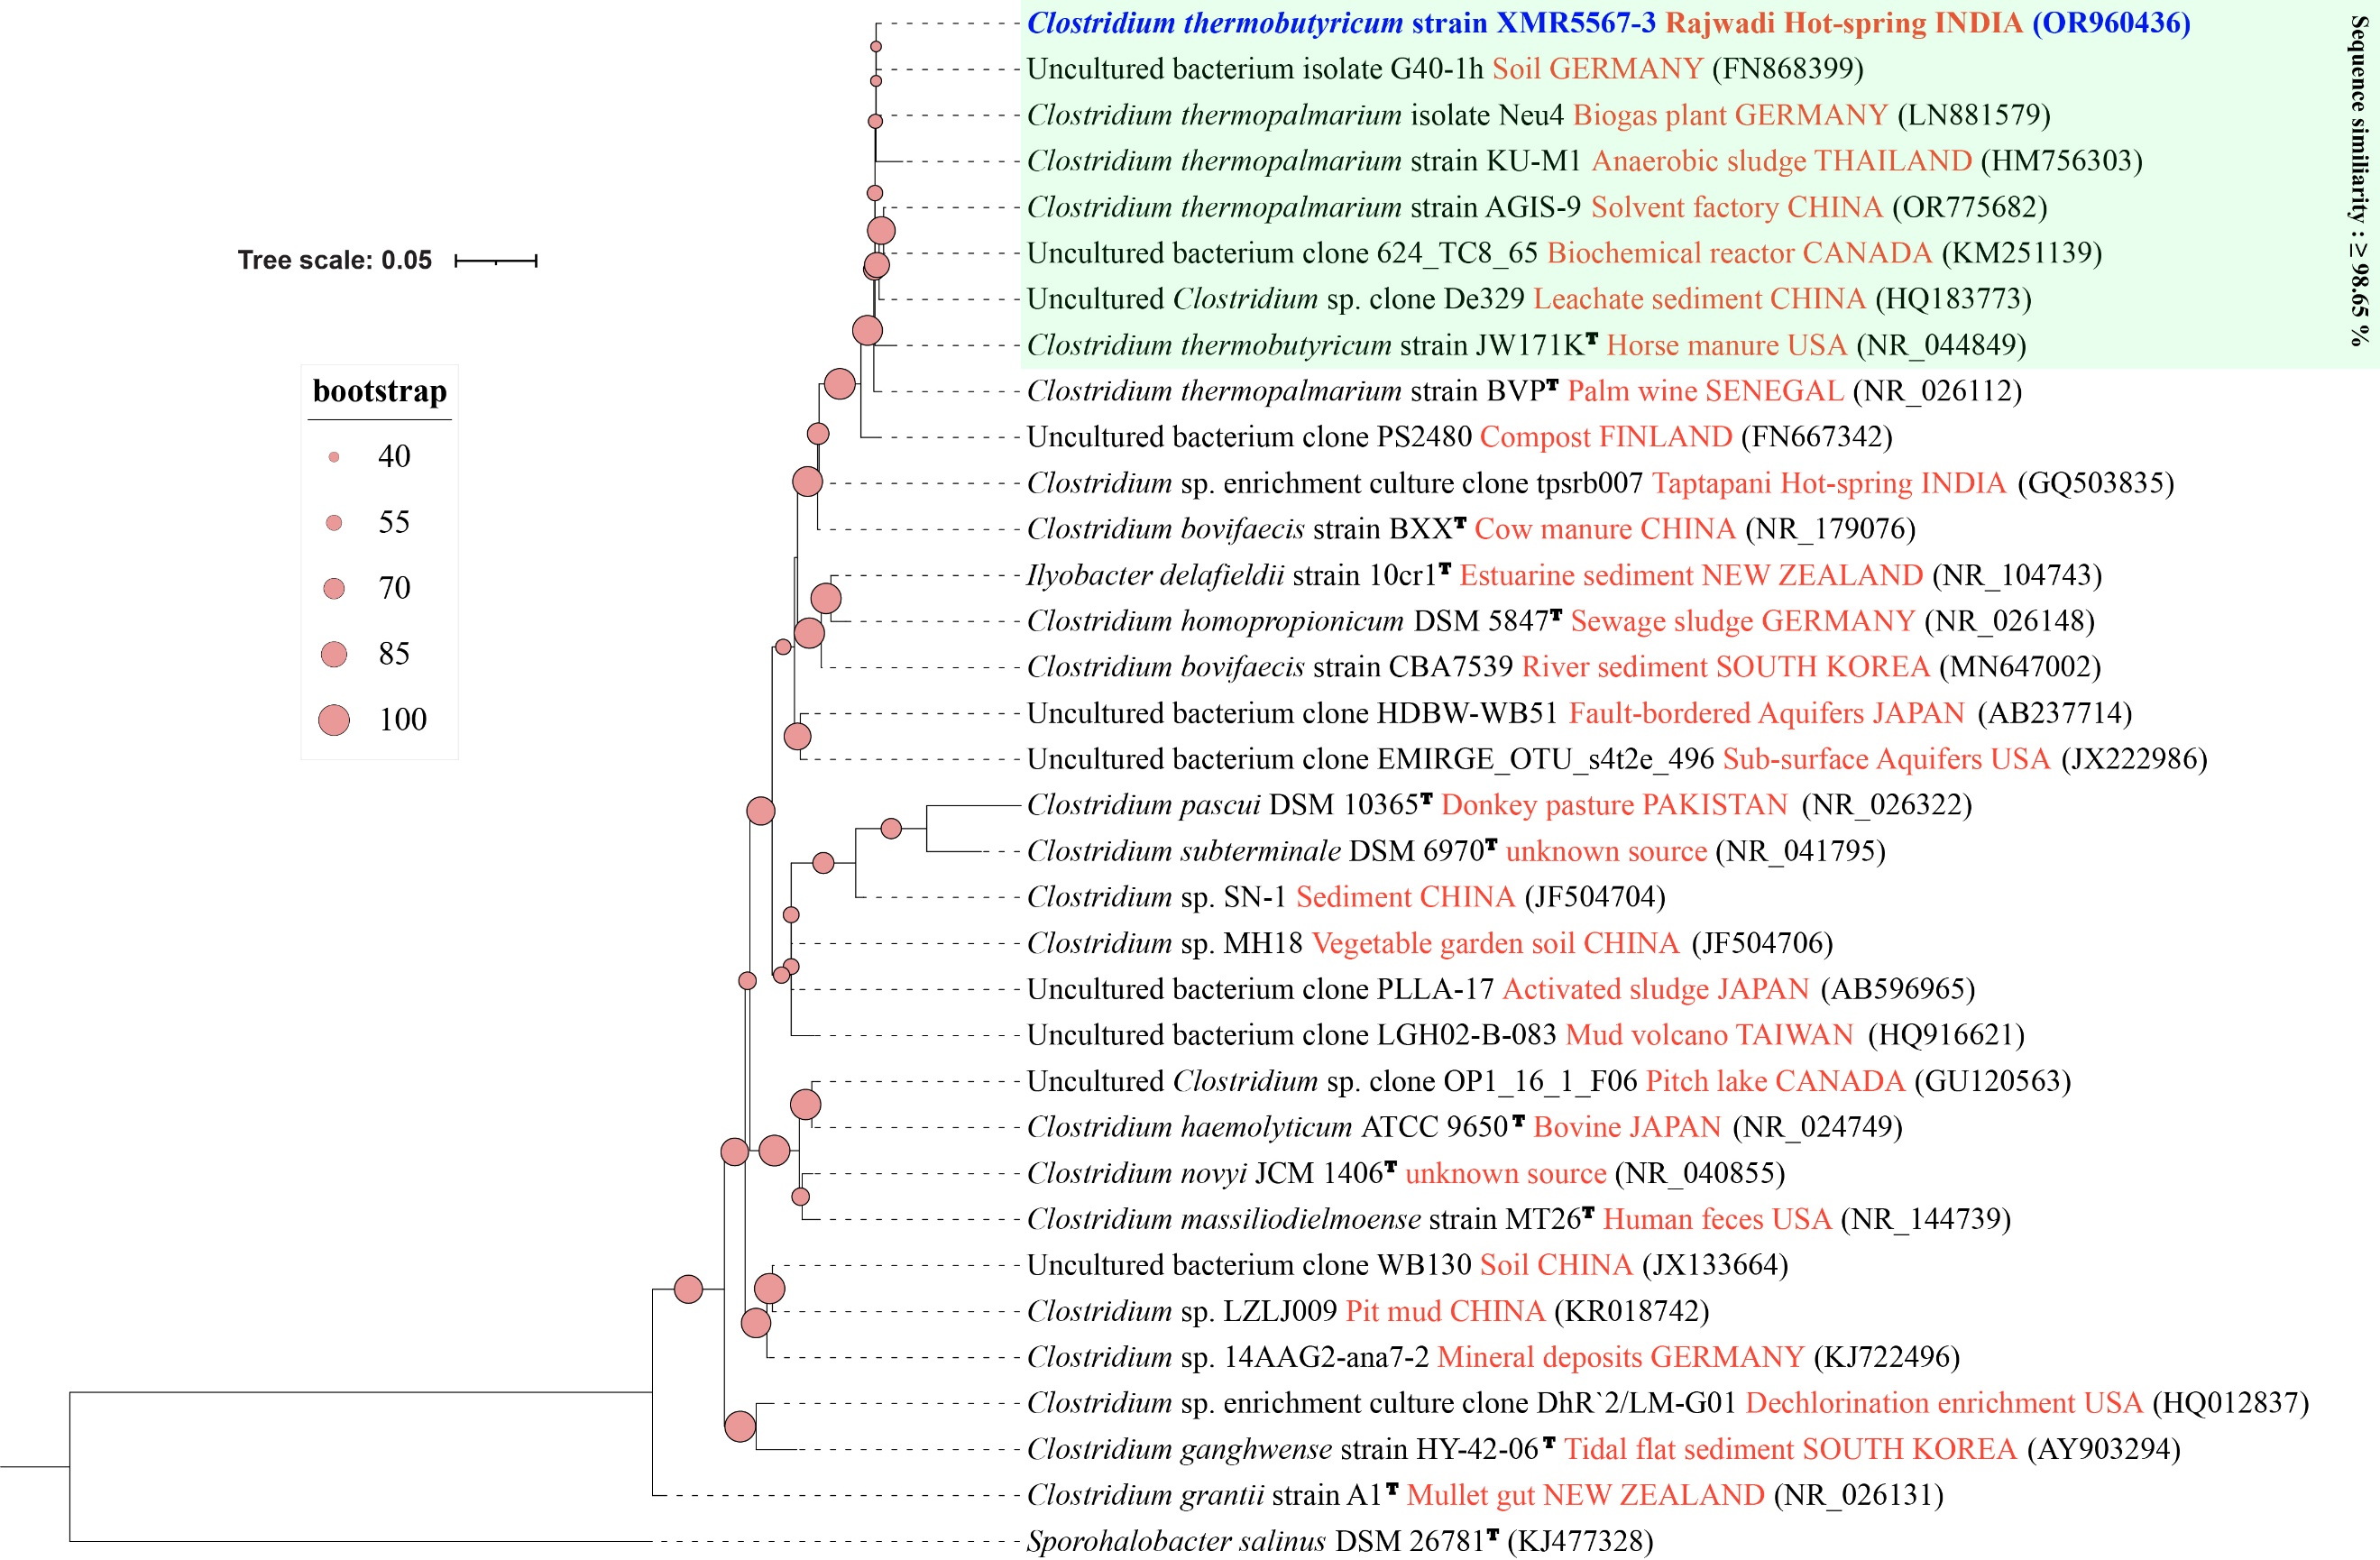 Clostridium thermobutyricum strain XMR5567-3 Rajwadi Hot-spring INDIA (OR960436)
Uncultured bacterium isolate G40-1h Soil GERMANY (FN868399)
Clostridium thermopalmarium isolate Neu4 Biogas plant GERMANY (LN881579)
Clostridium thermopalmarium strain KU-M1 Anaerobic sludge THAILAND (HM756303)
Clostridium thermopalmarium strain AGIS-9 Solvent factory CHINA (OR775682)
Uncultured bacterium clone 624_TC8_65 Biochemical reactor CANADA (KM251139)
Uncultured Clostridium sp. clone De329 Leachate sediment CHINA (HQ183773)
Clostridium thermobutyricum strain JW171K^T Horse manure USA (NR_044849)
Sequence similiarity : ≥ 98.65 %
Clostridium thermopalmarium strain BVP^T Palm wine SENEGAL (NR_026112)
Uncultured bacterium clone PS2480 Compost FINLAND (FN667342)
Clostridium sp. enrichment culture clone tpsrb007 Taptapani Hot-spring INDIA (GQ503835)
Clostridium bovifaecis strain BXX^T Cow manure CHINA (NR_179076)
Ilyobacter delafieldii strain 10cr1^T Estuarine sediment NEW ZEALAND (NR_104743)
Clostridium homopropionicum DSM 5847^T Sewage sludge GERMANY (NR_026148)
Clostridium bovifaecis strain CBA7539 River sediment SOUTH KOREA (MN647002)
Uncultured bacterium clone HDBW-WB51 Fault-bordered Aquifers JAPAN (AB237714)
Uncultured bacterium clone EMIRGE_OTU_s4t2e_496 Sub-surface Aquifers USA (JX222986)
Clostridium pascui DSM 10365^T Donkey pasture PAKISTAN (NR_026322)
Clostridium subterminale DSM 6970^T unknown source (NR_041795)
Clostridium sp. SN-1 Sediment CHINA (JF504704)
Clostridium sp. MH18 Vegetable garden soil CHINA (JF504706)
Uncultured bacterium clone PLLA-17 Activated sludge JAPAN (AB596965)
Uncultured bacterium clone LGH02-B-083 Mud volcano TAIWAN (HQ916621)
Uncultured Clostridium sp. clone OP1_16_1_F06 Pitch lake CANADA (GU120563)
Clostridium haemolyticum ATCC 9650^T Bovine JAPAN (NR_024749)
Clostridium novyi JCM 1406^T unknown source (NR_040855)
Clostridium massiliodielmoense strain MT26^T Human feces USA (NR_144739)
Uncultured bacterium clone WB130 Soil CHINA (JX133664)
Clostridium sp. LZLJ009 Pit mud CHINA (KR018742)
Clostridium sp. 14AAG2-ana7-2 Mineral deposits GERMANY (KJ722496)
Clostridium sp. enrichment culture clone DhR`2/LM-G01 Dechlorination enrichment USA (HQ012837)
Clostridium ganghwense strain HY-42-06^T Tidal flat sediment SOUTH KOREA (AY903294)
Clostridium grantii strain A1^T Mullet gut NEW ZEALAND (NR_026131)
Sporohalobacter salinus DSM 26781^T (KJ477328)
Tree scale: 0.05
bootstrap
40
55
70
85
100